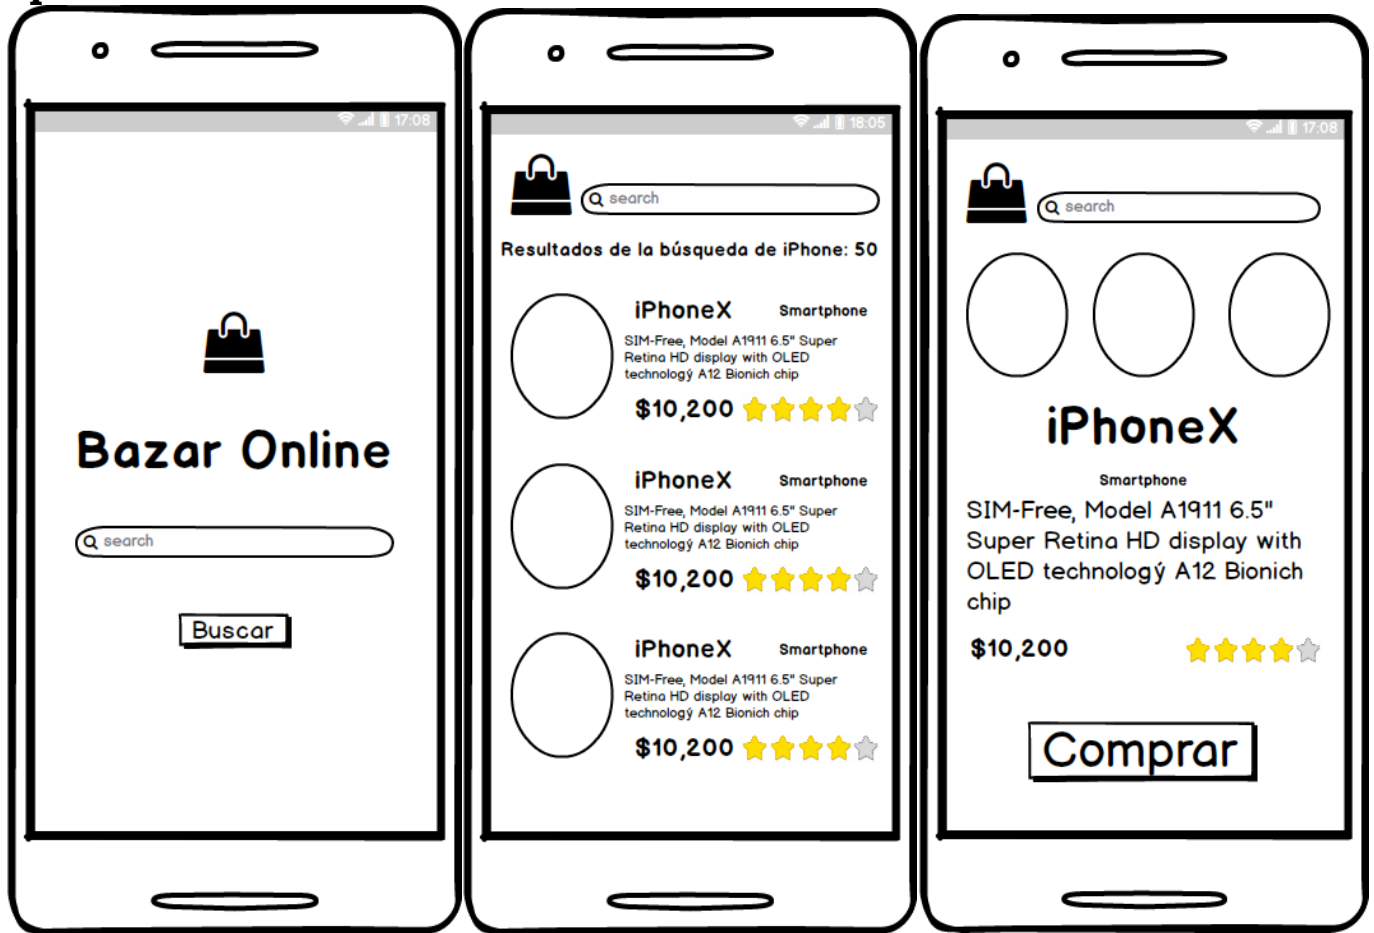 17:08
Bazar Online
search
Buscar
18:05
search
Resultados de la búsqueda de iPhone: 50
iPhoneX Smartphone
SIM-Free, Model A1911 6.5" Super
Retina HD display with OLED
technologý A12 Bionich chip
$10,200
iPhoneX Smartphone
SIM-Free, Model A1911 6.5" Super
Retina HD display with OLED
technologý A12 Bionich chip
$10,200
iPhoneX Smartphone
SIM-Free, Model A1911 6.5" Super
Retina HD display with OLED
technologý A12 Bionich chip
$10,200
17:08
search
iPhoneX
Smartphone
SIM-Free, Model A1911 6.5"
Super Retina HD display with
OLED technologý A12 Bionich
chip
$10,200
Comprar